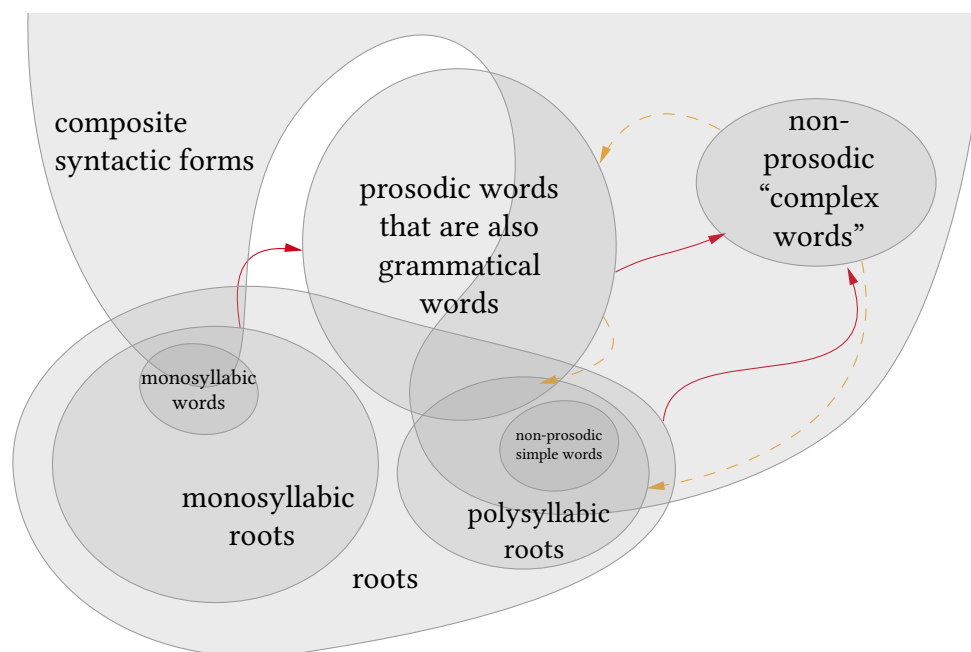 composite
syntactic forms
prosodic words
that are also
grammatical
words
non-
prosodic
“complex
words”
monosyllabic
words
non-prosodic
simple words
monosyllabic
roots
polysyllabic
roots
roots